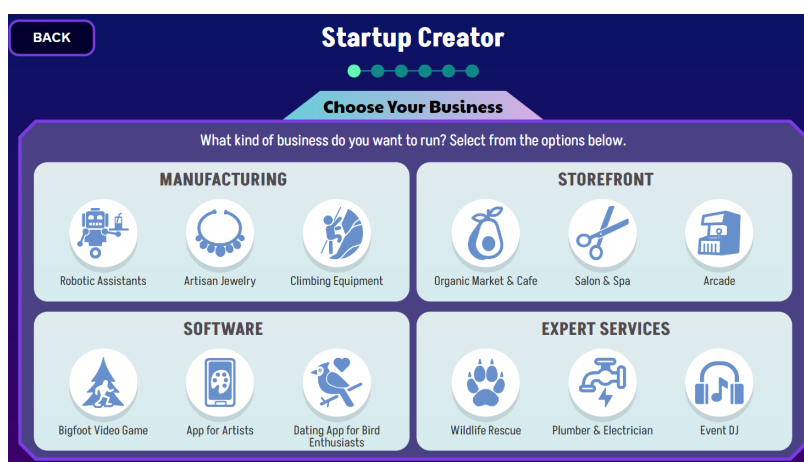 BACK
Startup Creator
Choose Your Business
What kind of business do you want to run? Select from the options below.
MANUFACTURING
Robotic Assistants
Artisan Jewelry
Climbing Equipment
STOREFRONT
Organic Market & Cafe
Salon & Spa
Arcade
SOFTWARE
Bigfoot Video Game
App for Artists
Dating App for Bird
Enthusiasts
EXPERT SERVICES
Wildlife Rescue
Plumber & Electrician
Event DJ